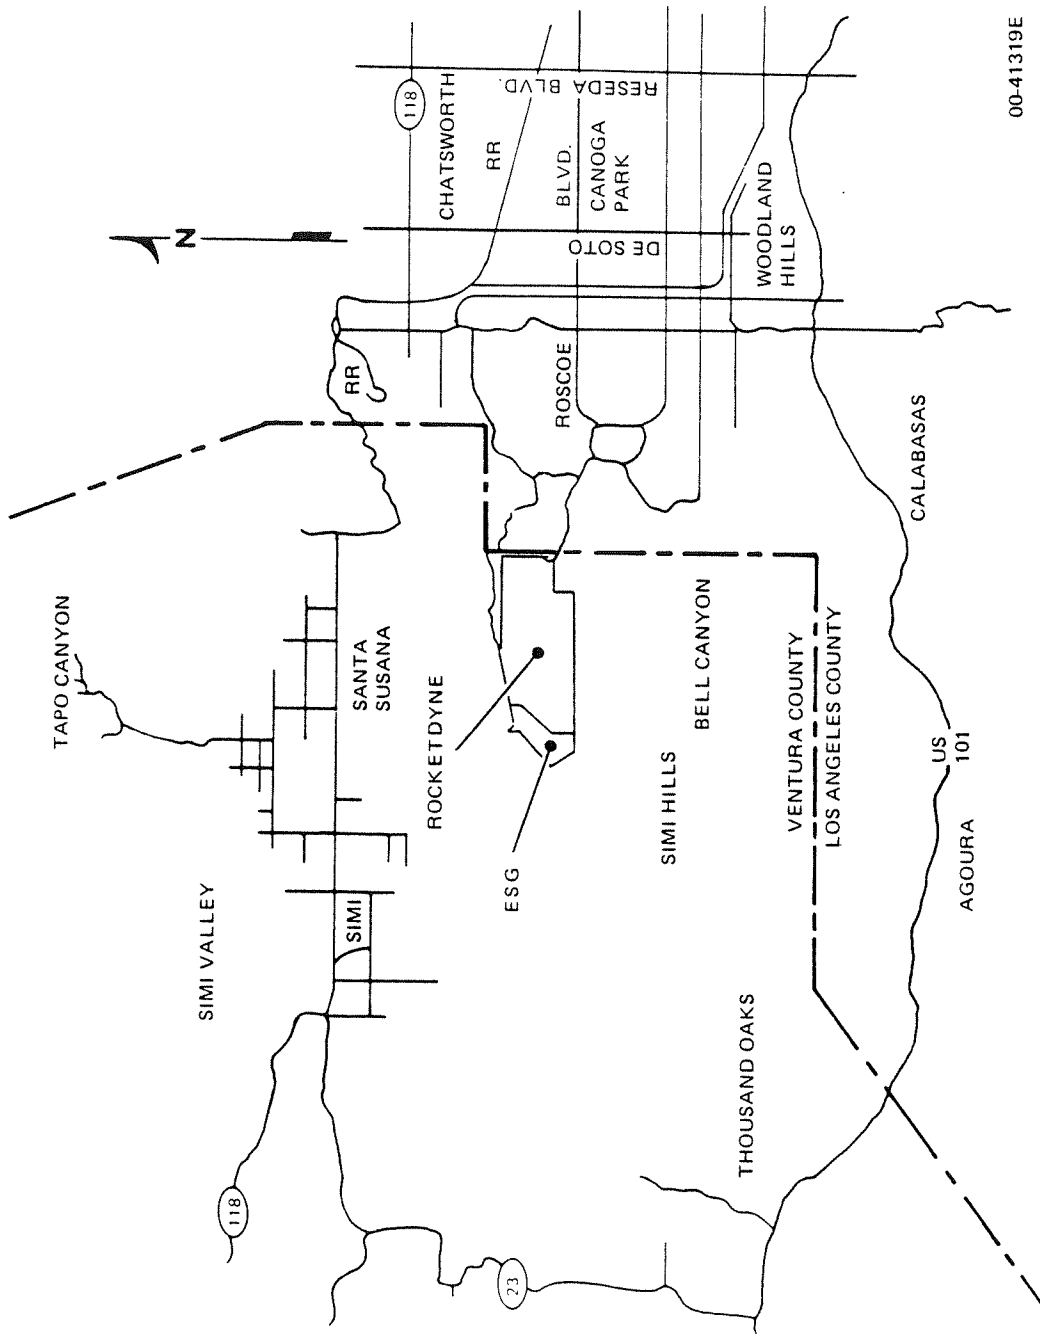 TAPO CANYON
SIMI VALLEY
118
SIMI
SANTA
SUSANA
RR
N
118
CHATSWORTH
RR
ROCKETDYNE
ESG
23
ROSCOE
BLVD.
DE SOTO
RESEDA BLVD.
CANOGA
PARK
SIMI HILLS
BELL CANYON
WOODLAND
HILLS
THOUSAND OAKS
VENTURA COUNTY
LOS ANGELES COUNTY
CALABASAS
US
101
AGOURA
00-41319E